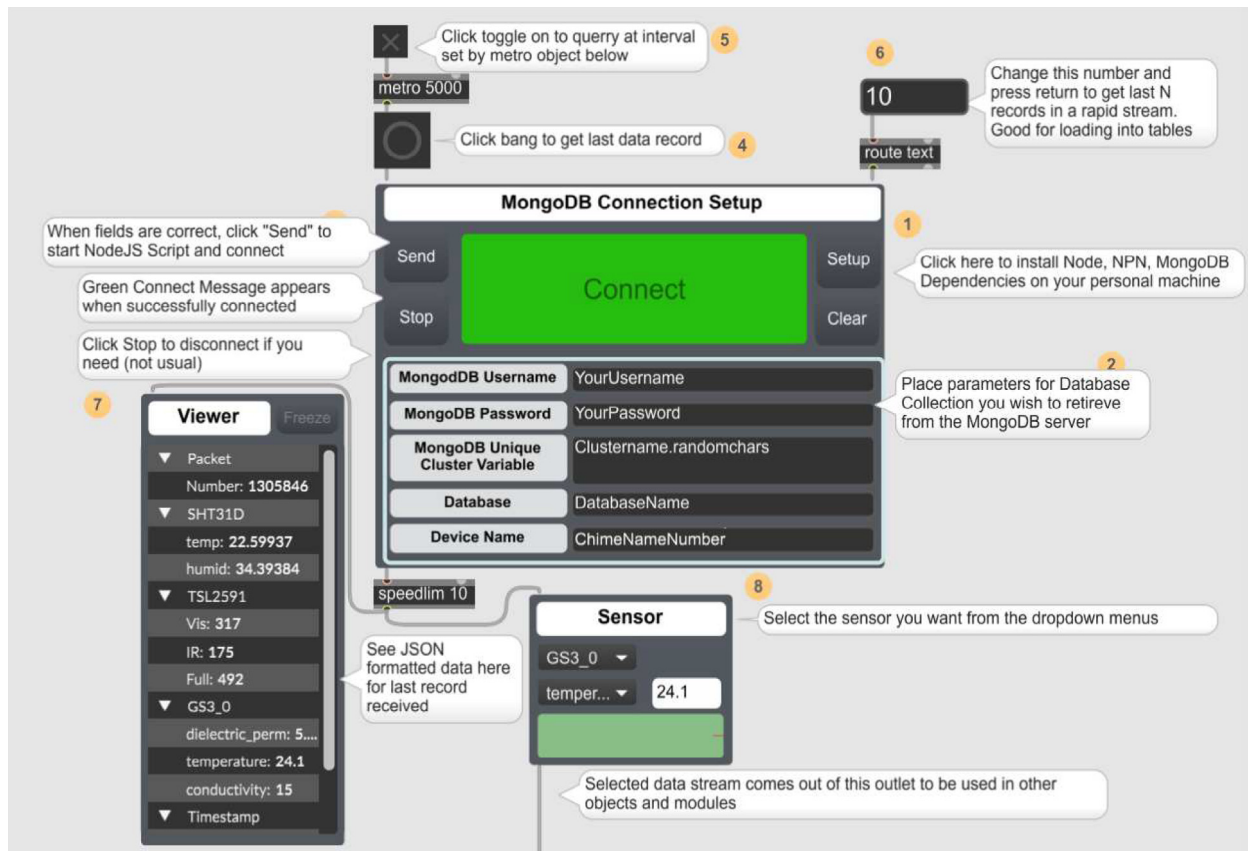 Click toggle on to querry at interval
set by metro object below
5
metro 5000
Click bang to get last data record
4
6
10
Change this number and
press return to get last N
records in a rapid stream.
Good for loading into tables
route text
MongoDB Connection Setup
When fields are correct, click "Send" to
start NodeJS Script and connect
Send
Connect
Setup
1
Click here to install Node, NPN, MongoDB
Dependencies on your personal machine
Green Connect Message appears
when successfully connected
Stop
Clear
Click Stop to disconnect if you
need (not usual)
MongodDB Username
YourUsername
MongoDB Password
YourPassword
MongoDB Unique
Cluster Variable
Clustername.randomchars
Database
DatabaseName
Device Name
ChimeNameNumber
2
Place parameters for Database
Collection you wish to retireve
from the MongoDB server
7
Viewer
Freeze
Packet
Number: 1305846
SHT31D
temp: 22.59937
humid: 34.39384
TSL2591
Vis: 317
IR: 175
Full: 492
GS3_0
dielectric_perm: 5....
temperature: 24.1
conductivity: 15
Timestamp
speedlim 10
See JSON
formatted data here
for last record
received
8
Sensor
GS3_0
temper...
24.1
Select the sensor you want from the dropdown menus
Selected data stream comes out of this outlet to be used in other
objects and modules